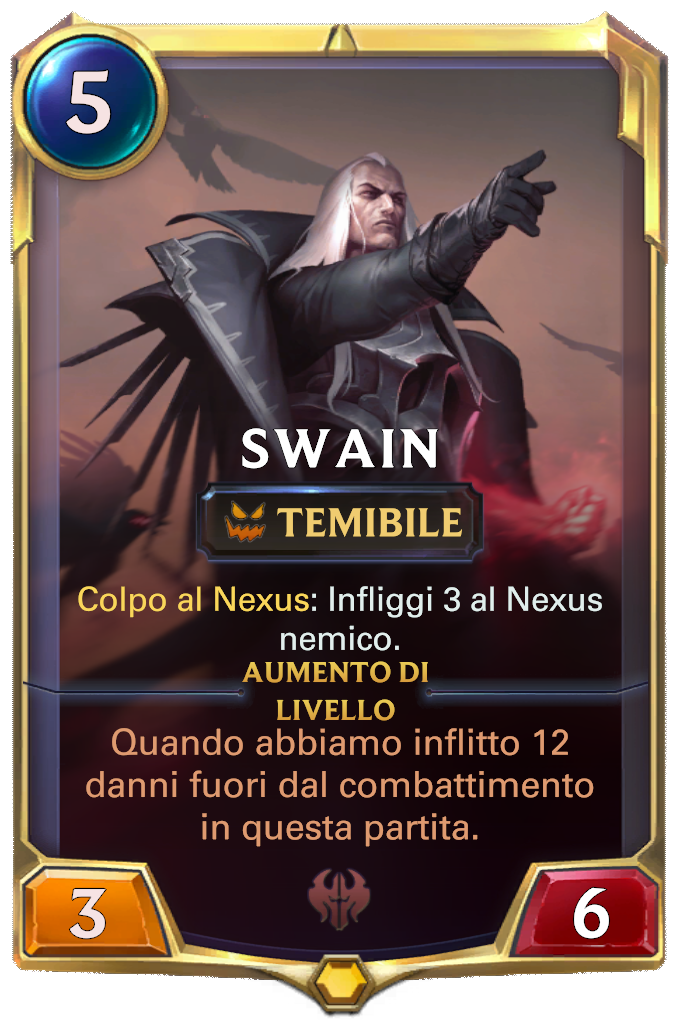 5
SWAIN
TEMIBILE
Colpo al Nexus: Infliggi 3 al Nexus
nemico.
AUMENTO DI
LIVELLO
Quando abbiamo inflitto 12
danni fuori dal combattimento
in questa partita.
3
6